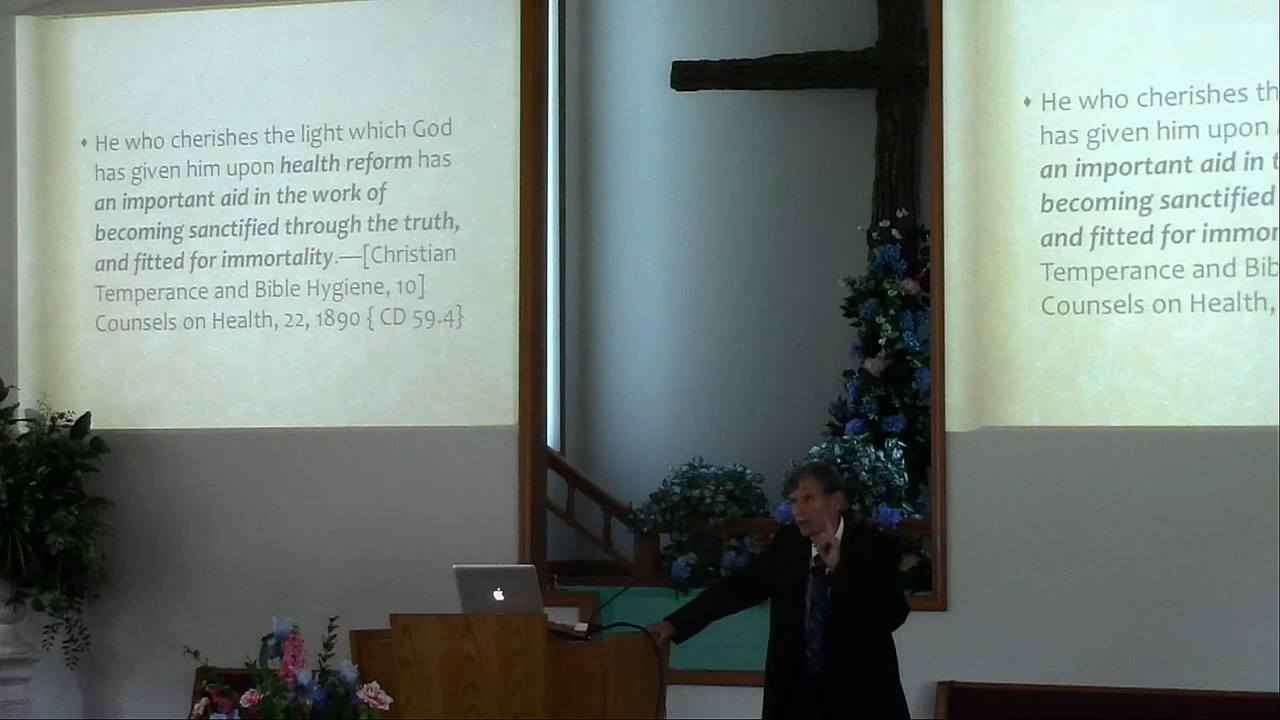 ♦ He who cherishes the light which God
has given him upon health reform has
an important aid in the work of
becoming sanctified through the truth,
and fitted for immortality.—[Christian
Temperance and Bible Hygiene, 10]
Counsels on Health, 22, 1890 { CD 59.4}
♦ He who cherishes th
has given him upon
an important aid in t
becoming sanctified
and fitted for immor
Temperance and Bib
Counsels on Health,